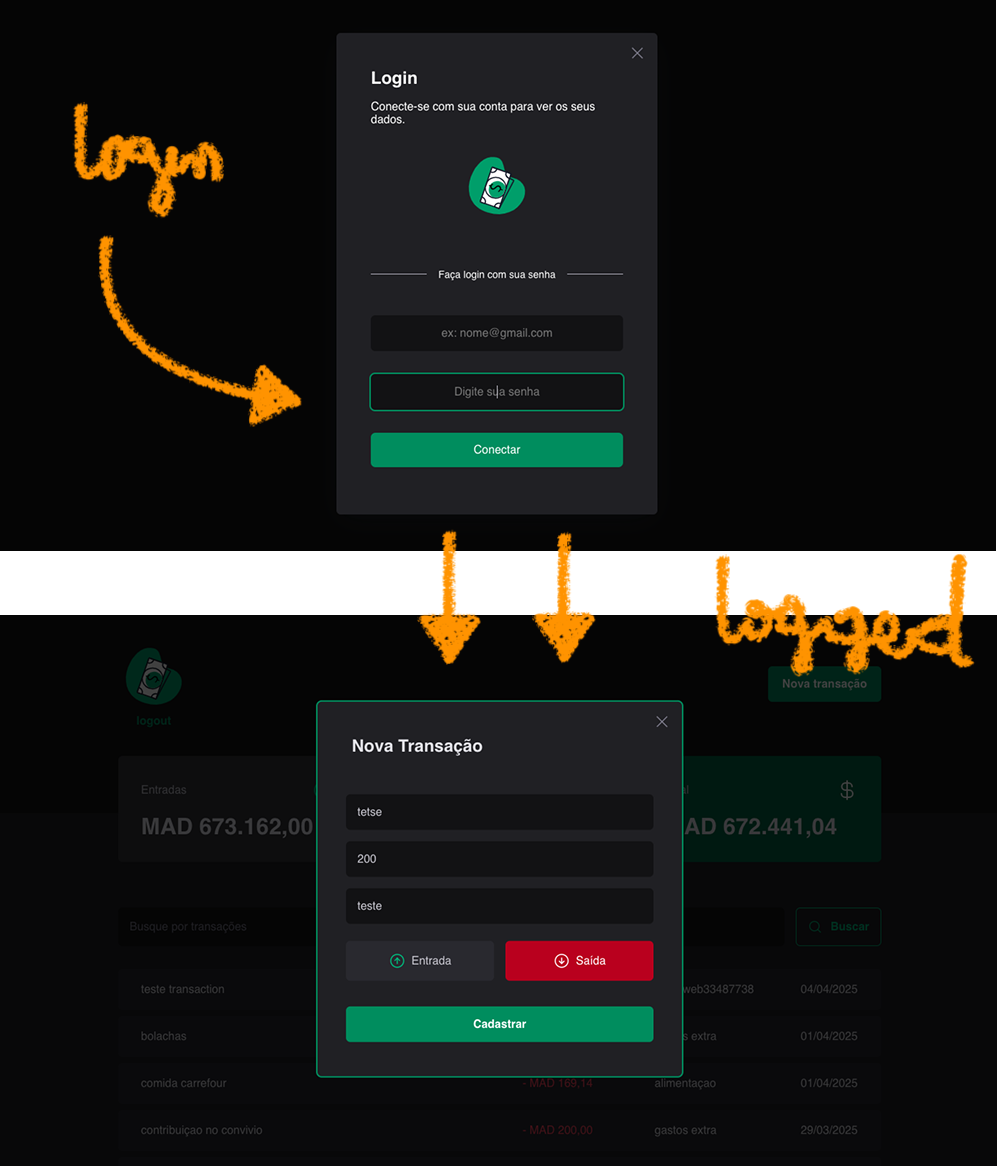 Login
Conecte-se com sua conta para ver os seus
dados.
login
Faça login com sua senha
ex: nome@gmail.com
Digite sua senha
Conectar
logged
Nova transação
logout
Nova Transação
Entradas
$
MAD 673.162,00
AD 672.441,04
tetse
200
teste
Busque por transações
Buscar
Entrada
Saída
Cadastrar
teste transaction
web33487738
04/04/2025
bolachas
s extra
01/04/2025
comida carrefour
- MAD 169,14
alimentaçao
01/04/2025
contribuiçao no convivio
- MAD 200,00
gastos extra
29/03/2025